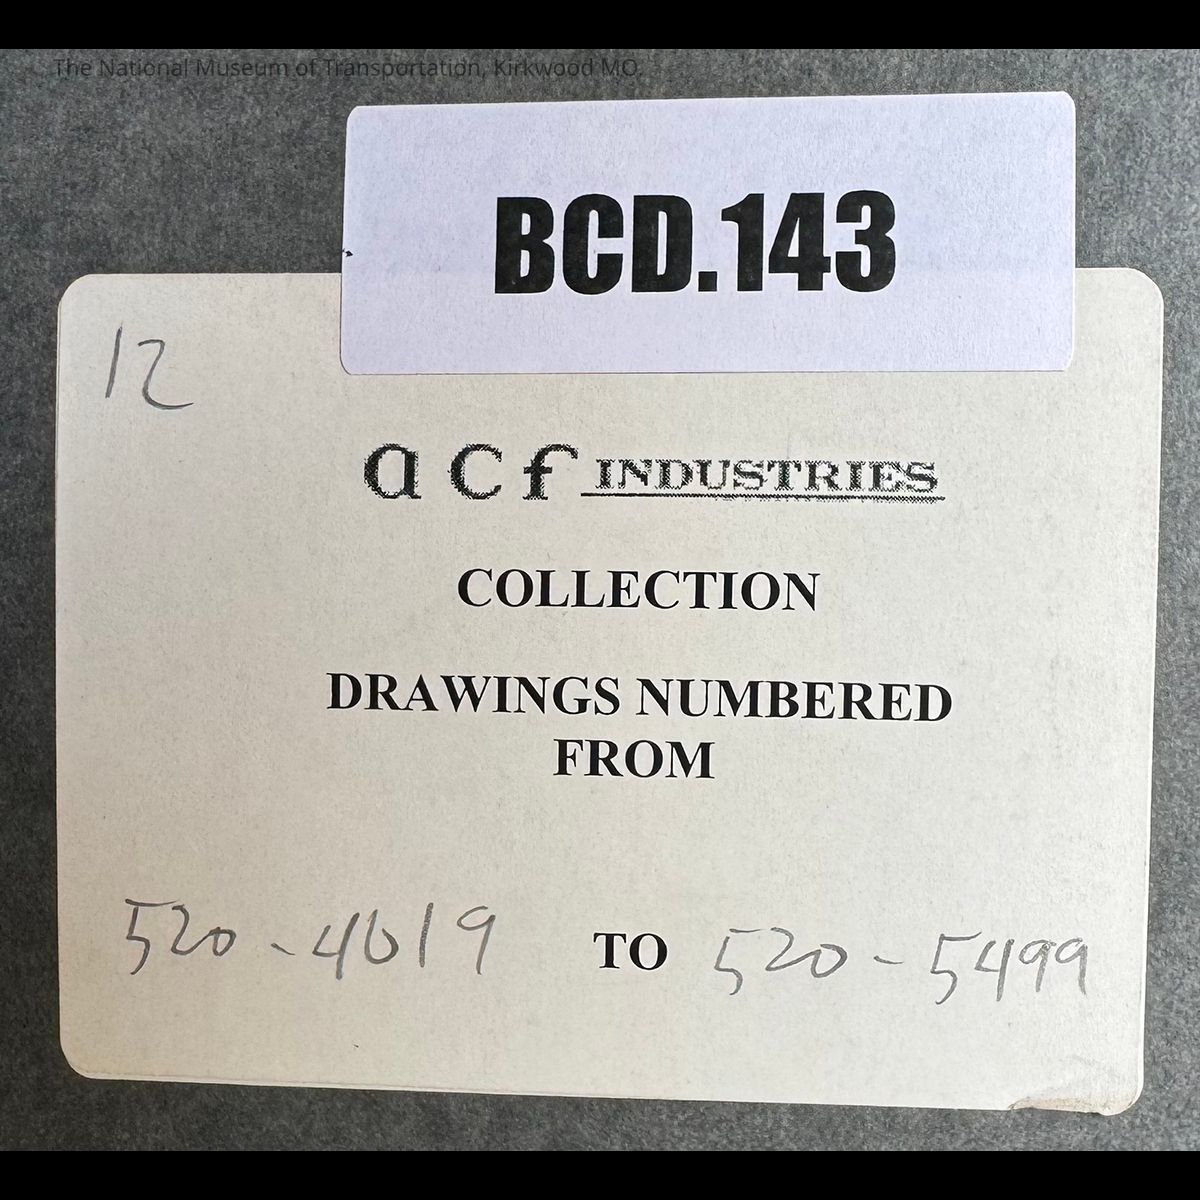 The National Museum of Transportation, Kirkwood MO.
BCD.143
12
acf INDUSTRIES
COLLECTION
DRAWINGS NUMBERED
FROM
520-4619 TO 520-5499